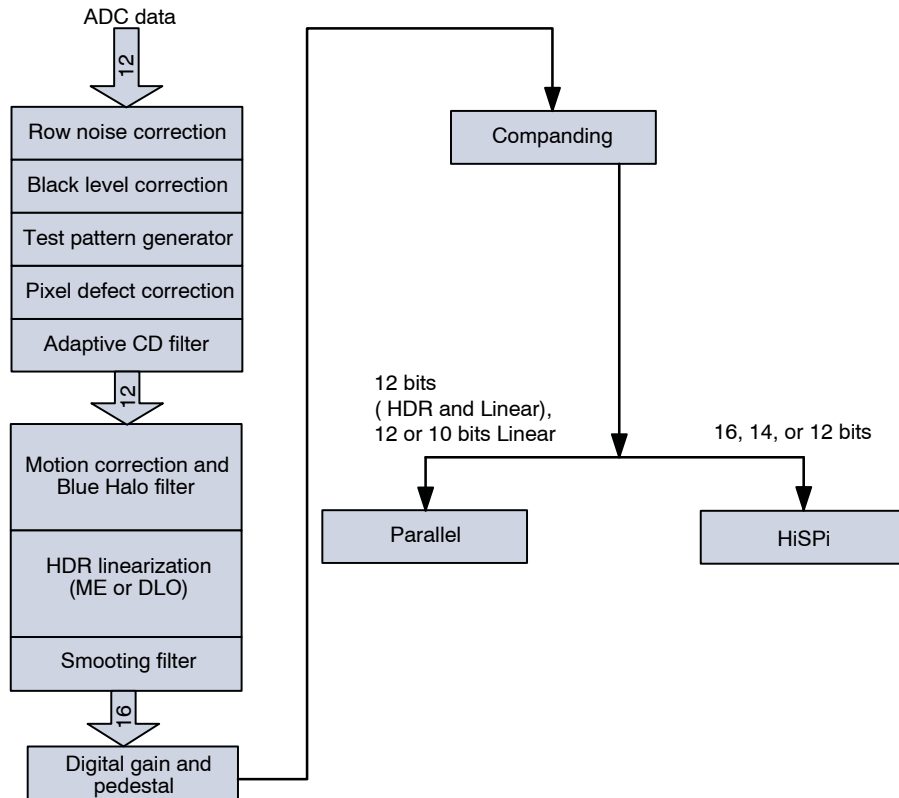 ADC data
12
Row noise correction
Black level correction
Test pattern generator
Pixel defect correction
Adaptive CD filter
12
Motion correction and
Blue Halo filter
HDR linearization
(ME or DLO)
Smooting filter
16
Digital gain and
pedestal
Companding
12 bits
( HDR and Linear),
12 or 10 bits Linear
16, 14, or 12 bits
Parallel
HiSPi